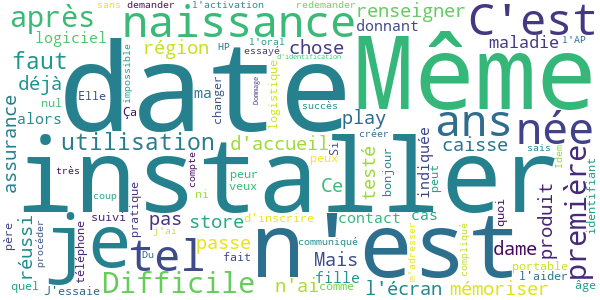 sans demander l'activation redemander
après naissance C'est
renseigner
donnant
logiciel région chose maladie l'AP
faut impossible HP l'oral essayé d'identification
déjà Elle date Même
nul ma changer Dommage logistique
alors Ça succès play ans née
assurance utilisation d'accueil Si caisse
testé créer bonjour indiquée sais Idem
installer
très compte peur veux peux Ce peut identifiant
coup ni d'inscrire contact cas quoi première
père suivi pratique pas store n'est produit
réussi je téléphone j'ai passe communiqué m'adresser compliqué dame
procéder tel Du fait Mais portable
quel Difficile n'ai fille l'écran mémoriser l'aider
J'essaie comme âge